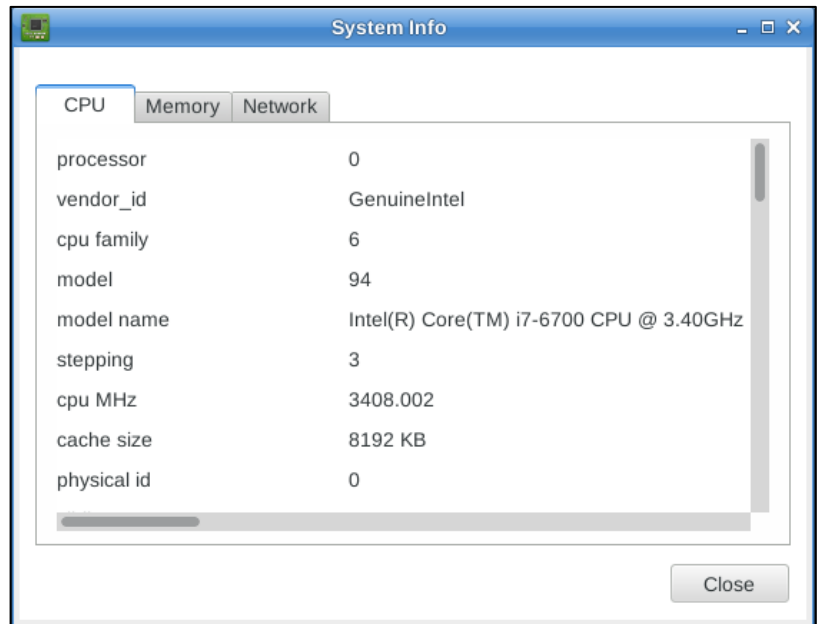 System Info
CPU Memory Network
processor 0
vendor_id GenuineIntel
cpu family 6
model 94
model name Intel(R) Core(TM) i7-6700 CPU @ 3.40GHz
stepping 3
cpu MHz 3408.002
cache size 8192 KB
physical id 0
Close